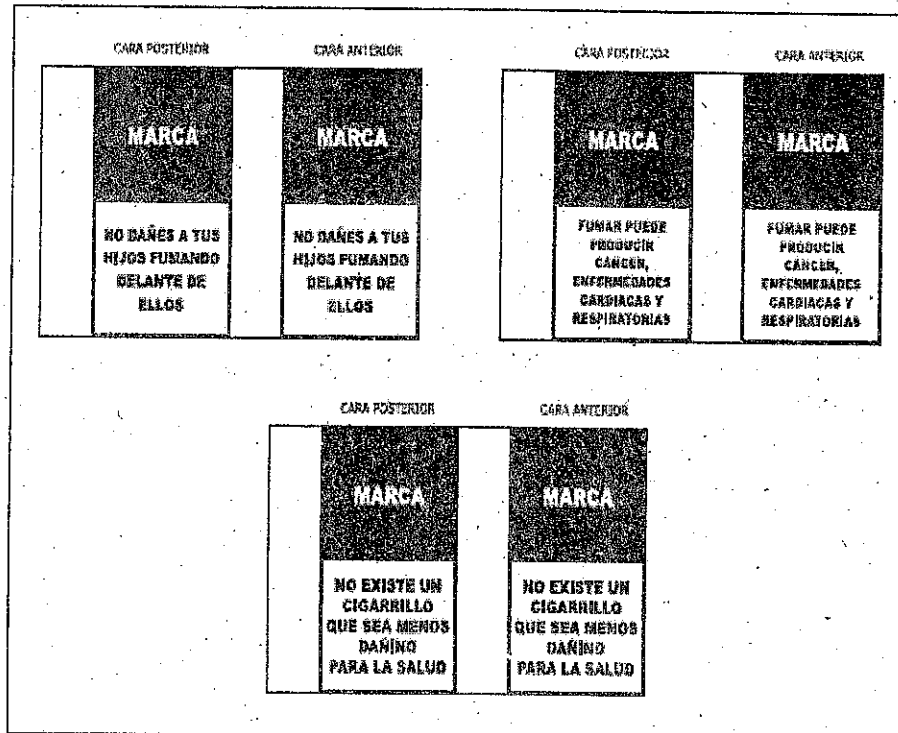 CARA POSTERIOR
CARA ANTERIOR
MARCA
MARCA
NO DAÑES A TUS
HIJOS FUMANDO
DELANTE DE
ELLOS
NO DAÑES A TUS
HIJOS FUMANDO
DELANTE DE
ELLOS
CARA POSTERIOR
CARA ANTERIOR
MARCA
MARCA
FUMAR PUEDE
PRODUCIR
CÁNCER,
ENFERMEDADES
CARDIACAS Y
RESPIRATORIAS
FUMAR PUEDE
PRODUCIR
CÁNCER,
ENFERMEDADES
CARDIACAS Y
RESPIRATORIAS
CARA POSTERIOR
CARA ANTERIOR
MARCA
MARCA
NO EXISTE UN
CIGARRILLO
QUE SEA MENOS
DAÑINO
PARA LA SALUD
NO EXISTE UN
CIGARRILLO
QUE SEA MENOS
DAÑINO
PARA LA SALUD